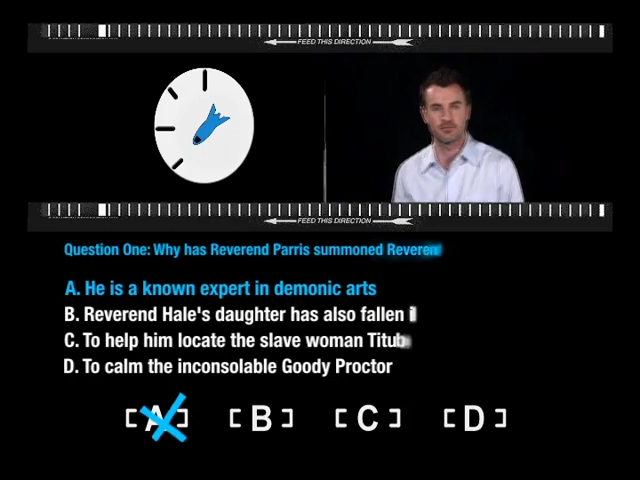 FEED THIS DIRECTION
FEED THIS DIRECTION
Question One: Why has Reverend Parris summoned
A. He is a known expert in demonic arts
B. Reverend Hale's daughter has also fallen
C. To help him locate the slave woman
D. To calm the inconsolable Goody Proctor
[A] [B] [C] [D]